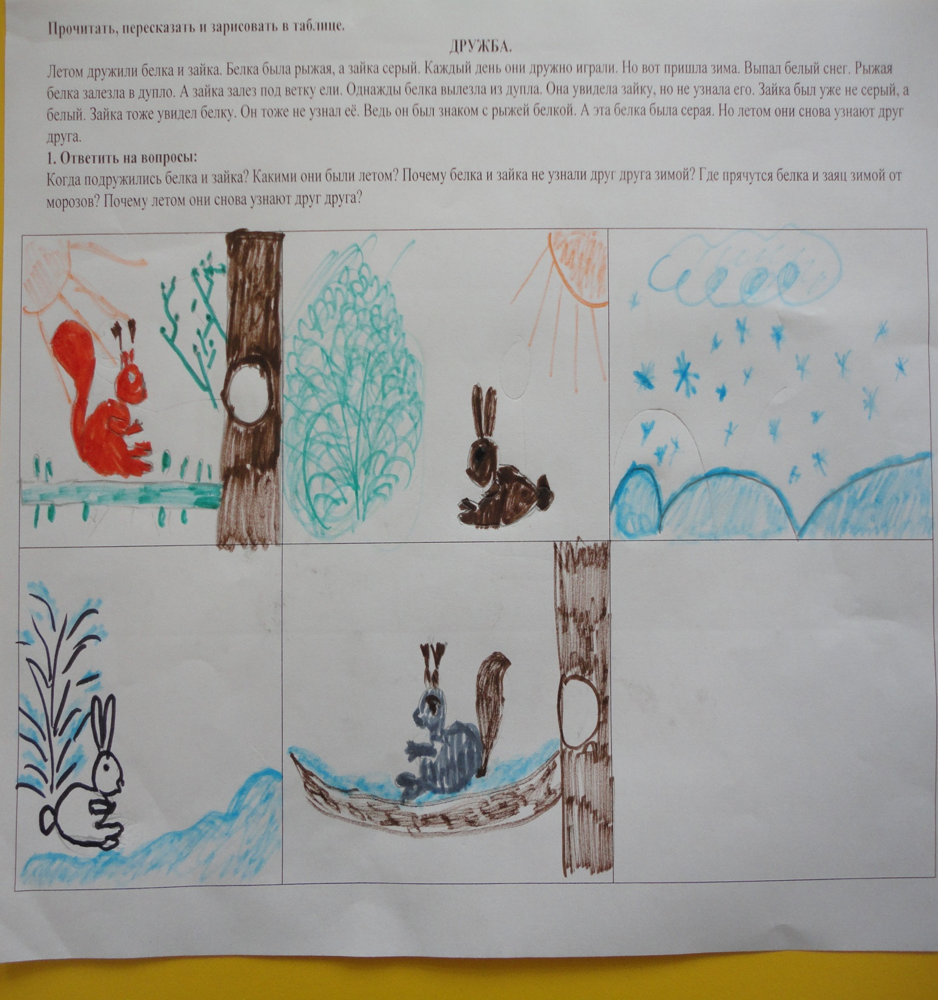 Прочитать, пересказать и зарисовать в таблице.
ДРУЖБА.
Летом дружили белка и зайка. Белка была рыжая, а зайка серый. Каждый день они дружно играли. Но вот пришла зима. Выпал белый снег. Рыжая
белка залезла в дупло. А зайка залез под ветку ели. Однажды белка вылезла из дупла. Она увидела зайку, но не узнала его. Зайка был уже не серый, а
белый. Зайка тоже увидел белку. Он тоже не узнал её. Ведь он был знаком с рыжей белкой. А эта белка была серая. Но летом они снова узнают друг
друга.
1. Ответить на вопросы:
Когда подружились белка и зайка? Какими они были летом? Почему белка и зайка не узнали друг друга зимой? Где прячутся белка и заяц зимой от
морозов? Почему летом они снова узнают друг друга?